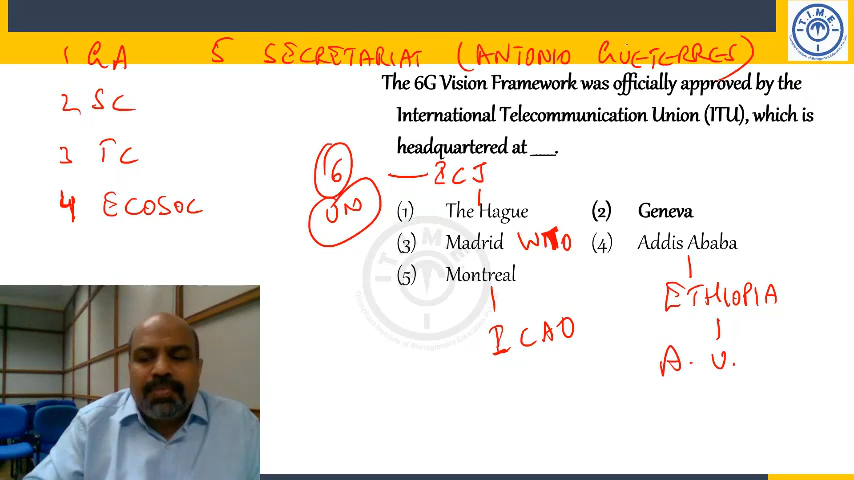 T.I.M.E.
1 GA 5 SECRETARIAT (ANTONIO GUETERRES)
The 6G Vision Framework was officially approved by the
2 SC
International Telecommunication Union (ITU), which is
3 TC
headquartered at ___.
16 — ICJ
4 ECOSOC
UNO
(1) The Hague (2) Geneva
(3) Madrid WTO (4) Addis Ababa
(5) Montreal
ETHIOPIA
ICAO
A. U.